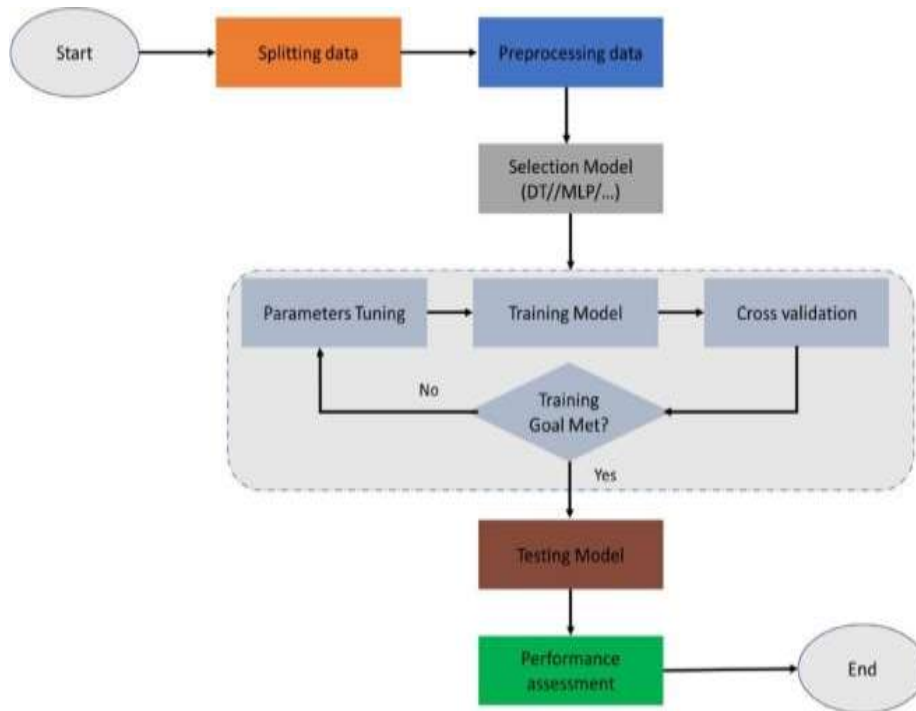 Start
Splitting data
Preprocessing data
Selection Model
(DT//MLP/...)
Parameters Tuning
Training Model
Cross validation
No
Training
Goal Met?
Yes
Testing Model
Performance
assessment
End